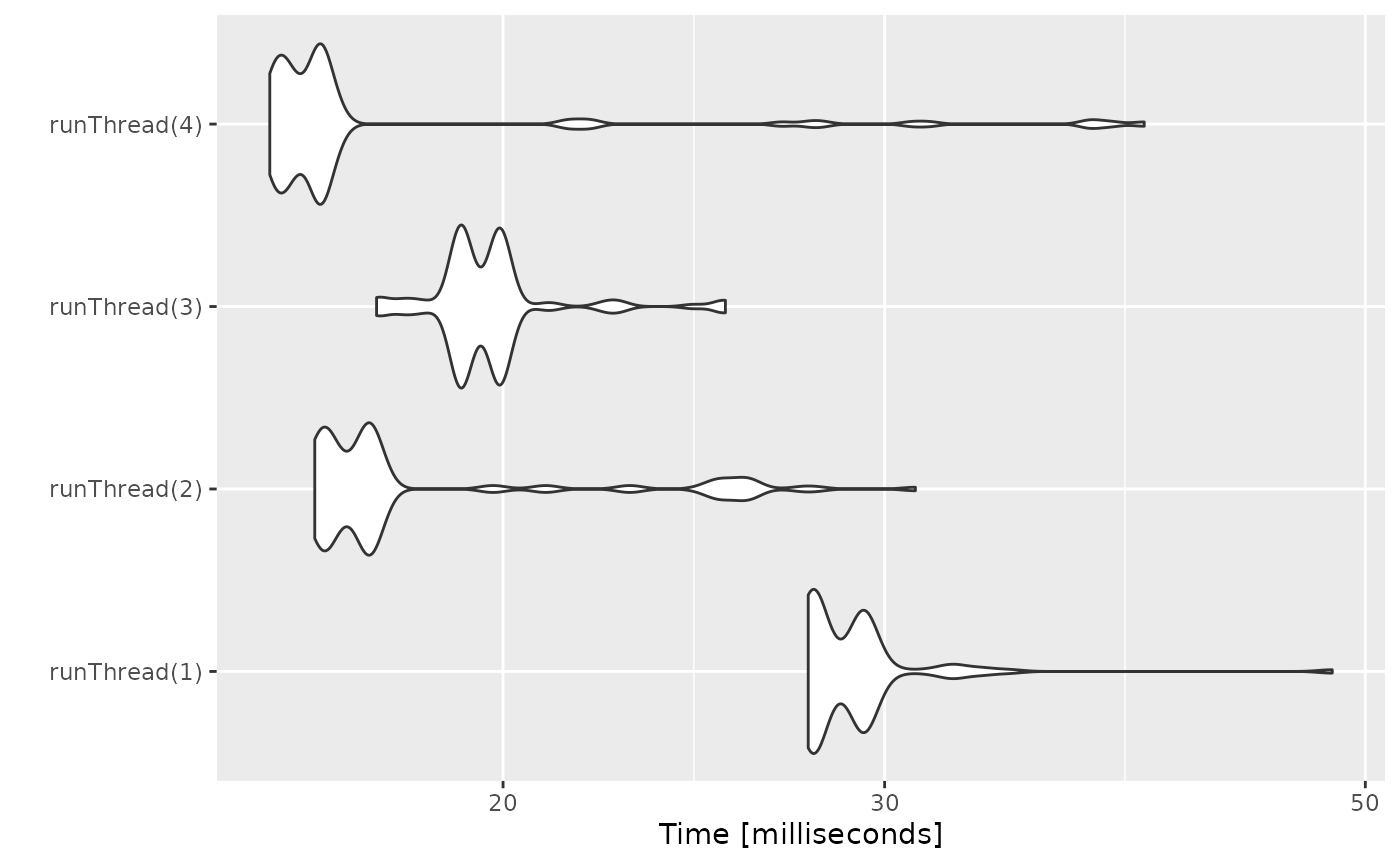 runThread(4)
runThread(3)
runThread(2)
runThread(1)
20 30 50
Time [milliseconds]